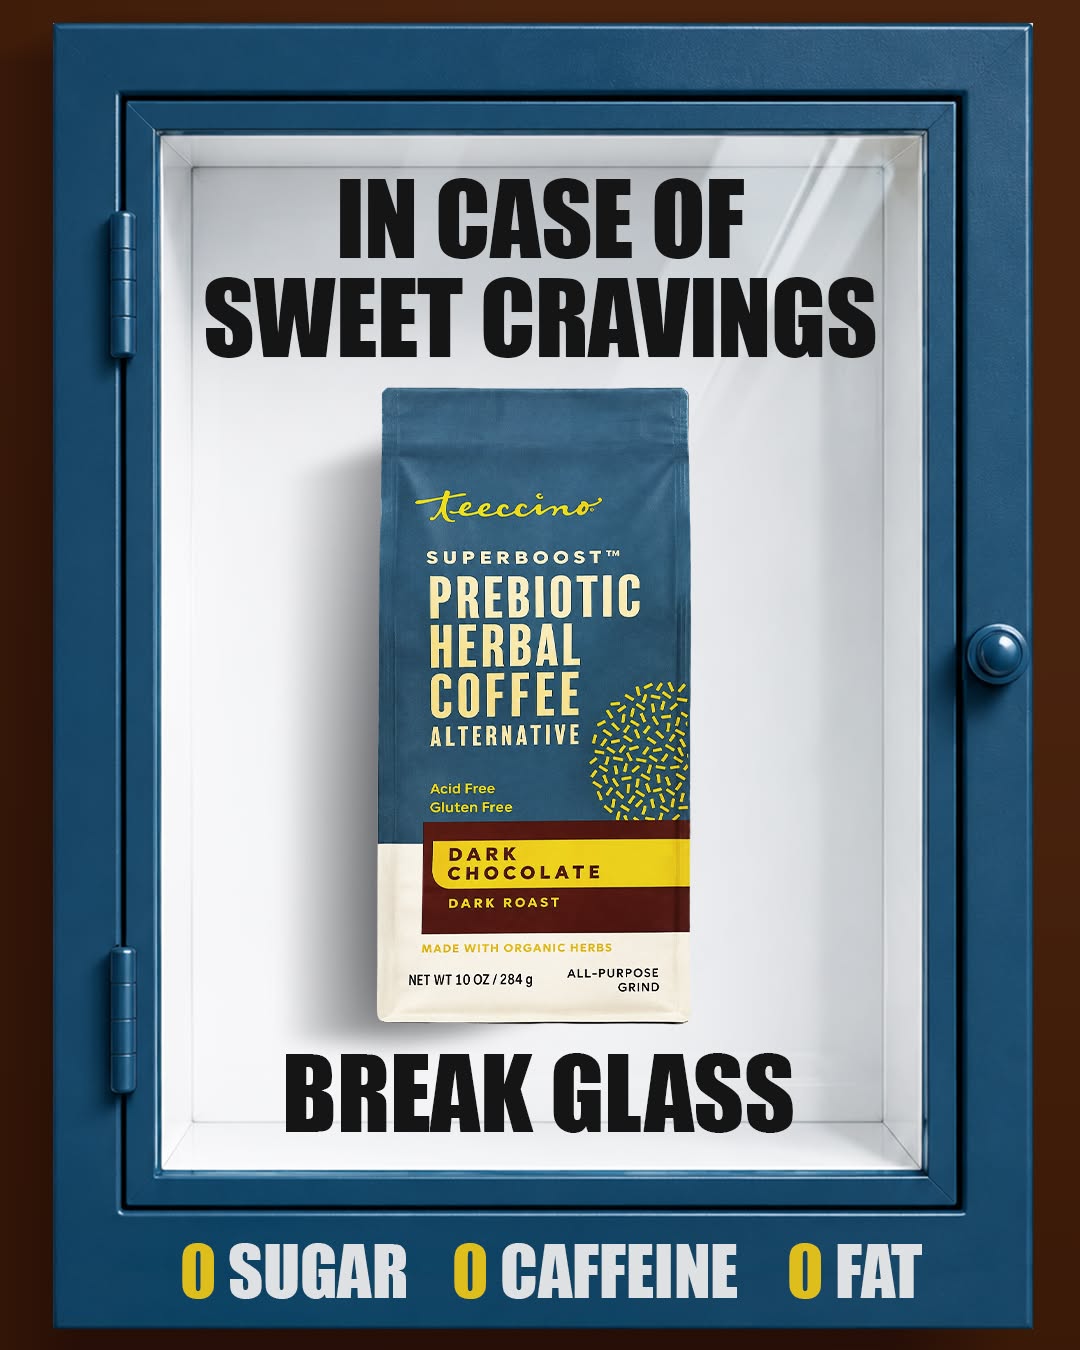 IN CASE OF
SWEET CRAVINGS
teeccino
SUPERBOOST™
PREBIOTIC
HERBAL
COFFEE
ALTERNATIVE
Acid Free
Gluten Free
DARK
CHOCOLATE
DARK ROAST
MADE WITH ORGANIC HERBS
NET WT 10 OZ / 284 g
ALL-PURPOSE
GRIND
BREAK GLASS
0 SUGAR 0 CAFFEINE 0 FAT